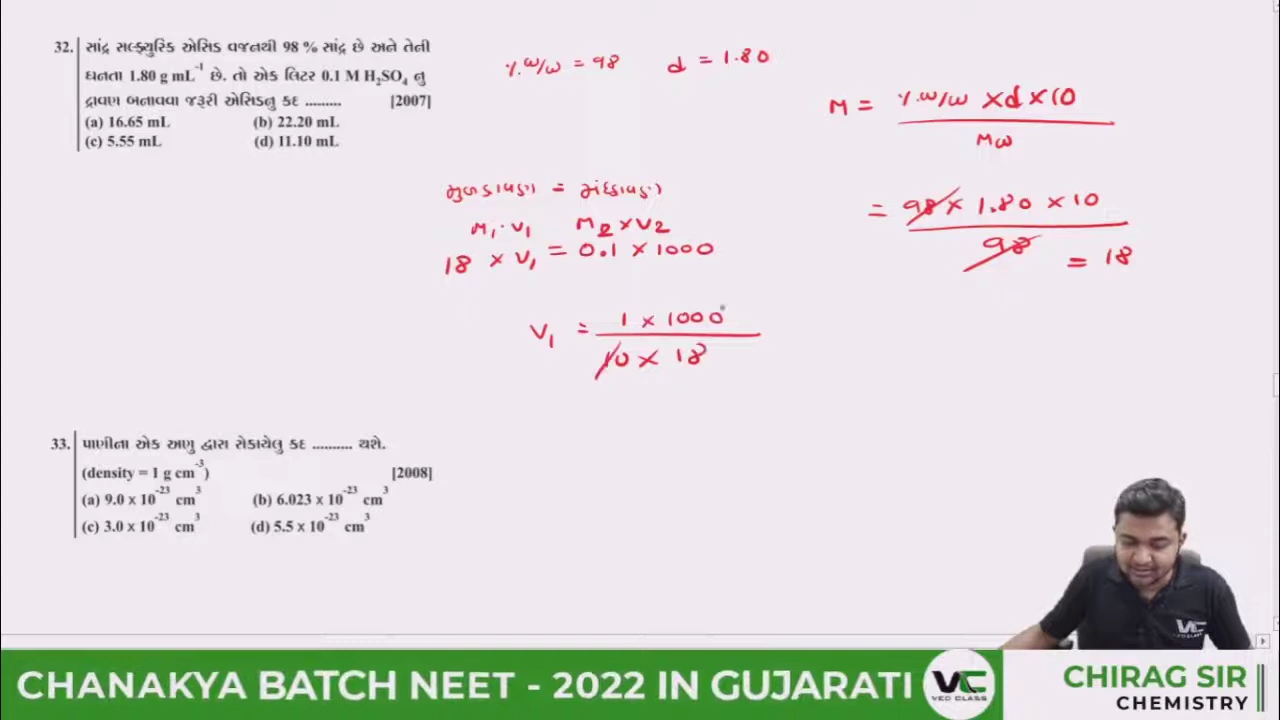 32. સાંદ્ર સલ્ફ્યુરિક એસિડ વજનથી 98 % સાંદ્ર છે અને તેની
ઘનતા 1.80 g mL⁻¹ છે. તો એક લિટર 0.1 M H₂SO₄ નુ
દ્રાવણ બનાવવા જરૂરી એસિડનુ કદ ......... [2007]
(a) 16.65 mL (b) 22.20 mL
(c) 5.55 mL (d) 11.10 mL
%w/w = 98 d = 1.80
M = %w/w × d × 10
Mw
= 98 × 1.80 × 10
98 = 18
=
M₁ · V₁ M₂ × V₂
18 × V₁ = 0.1 × 1000
V₁ = 1 × 1000
10 × 18
33. પાણીના એક અણુ દ્વારા રોકાયેલુ કદ .......... થશે.
(density = 1 g cm⁻³) [2008]
(a) 9.0 x 10⁻²³ cm³ (b) 6.023 x 10⁻²³ cm³
(c) 3.0 x 10⁻²³ cm³ (d) 5.5 x 10⁻²³ cm³
VC
CHANAKYA BATCH NEET - 2022 IN GUJARATI
VC
VED CLASS
CHIRAG SIR
CHEMISTRY